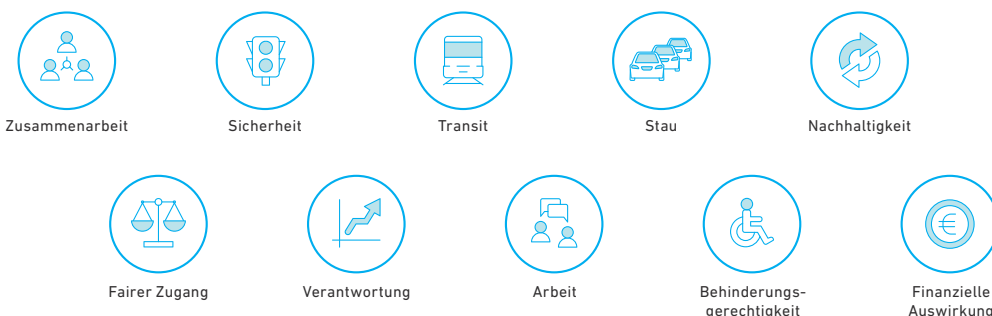 Zusammenarbeit
Sicherheit
Transit
Stau
Nachhaltigkeit
Fairer Zugang
Verantwortung
Arbeit
Behinderungs-
gerechtigkeit
Finanzielle
Auswirkung